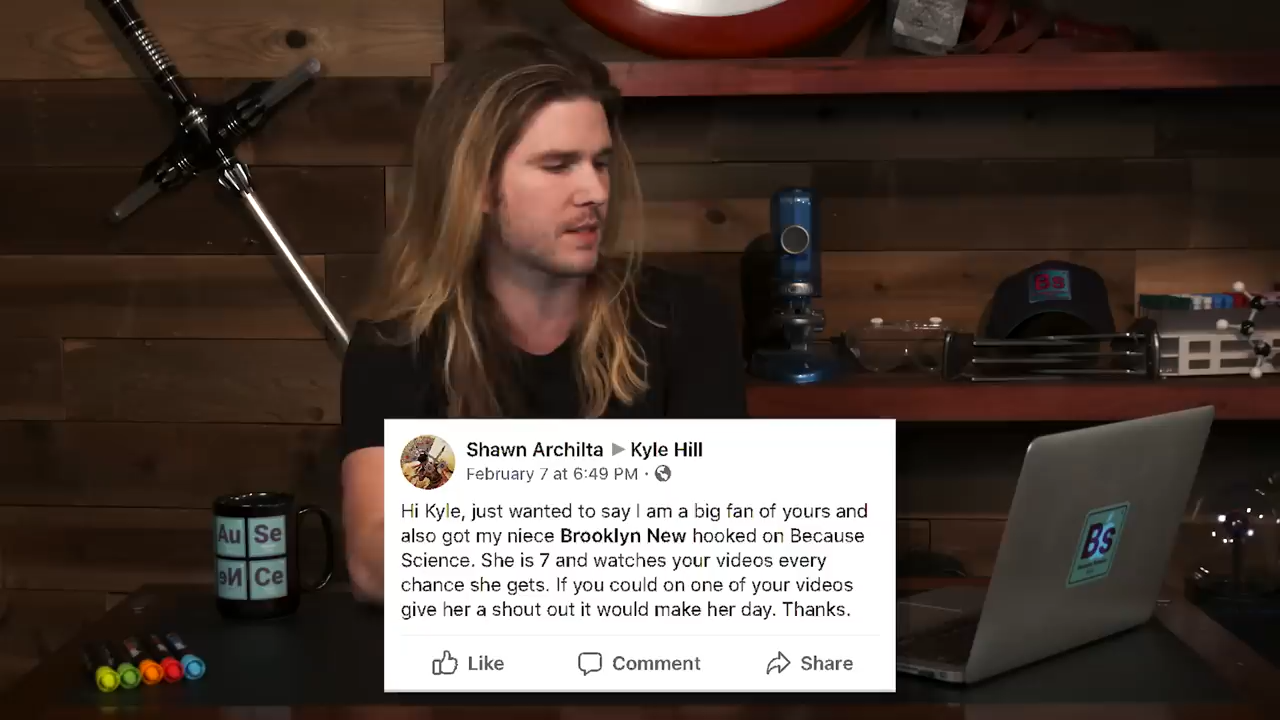 Bs
Shawn Archilta ▶ Kyle Hill
February 7 at 6:49 PM ·
Hi Kyle, just wanted to say I am a big fan of yours and
also got my niece Brooklyn New hooked on Because
Science. She is 7 and watches your videos every
chance she gets. If you could on one of your videos
give her a shout out it would make her day. Thanks.
Like Comment Share
Au Se
Ce
Bs